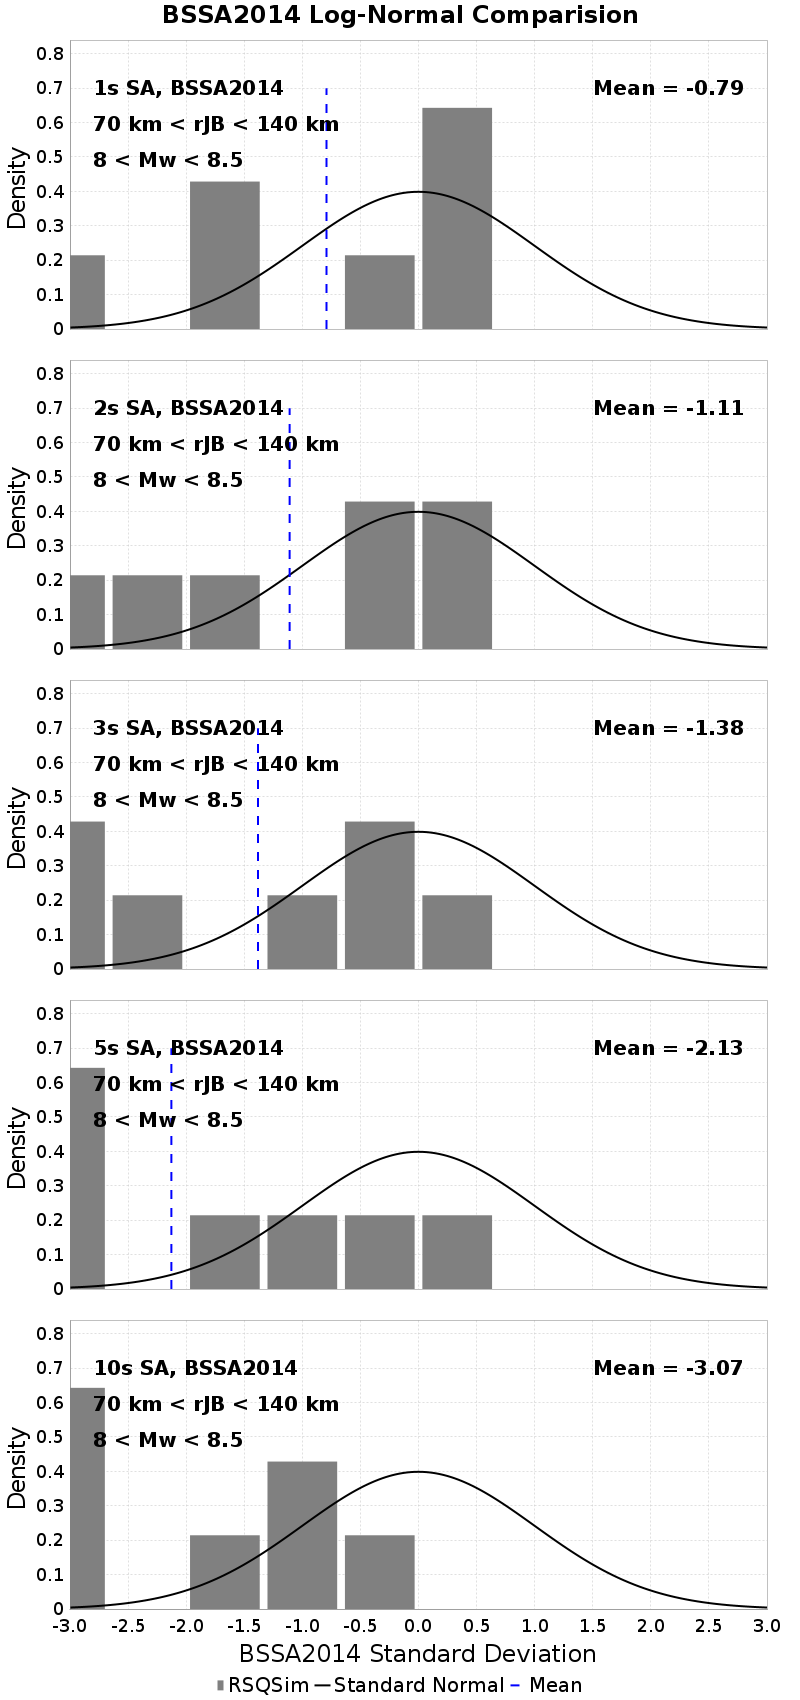 BSSA2014 Log-Normal Comparision
0.8
0.7
0.6
0.5
0.4
0.3
0.2
0.1
0
Density
1s SA, BSSA2014
Mean = -0.79
70 km < rJB < 140 km
8 < Mw < 8.5
0.8
0.7
0.6
0.5
0.4
0.3
0.2
0.1
0
Density
2s SA, BSSA2014
Mean = -1.11
70 km < rJB < 140 km
8 < Mw < 8.5
0.8
0.7
0.6
0.5
0.4
0.3
0.2
0.1
0
Density
3s SA, BSSA2014
Mean = -1.38
70 km < rJB < 140 km
8 < Mw < 8.5
0.8
0.7
0.6
0.5
0.4
0.3
0.2
0.1
0
Density
5s SA, BSSA2014
Mean = -2.13
70 km < rJB < 140 km
8 < Mw < 8.5
0.8
0.7
0.6
0.5
0.4
0.3
0.2
0.1
0
Density
10s SA, BSSA2014
Mean = -3.07
70 km < rJB < 140 km
8 < Mw < 8.5
-3.0 -2.5 -2.0 -1.5 -1.0 -0.5 0.0 0.5 1.0 1.5 2.0 2.5 3.0
BSSA2014 Standard Deviation
RSQSim Standard Normal Mean